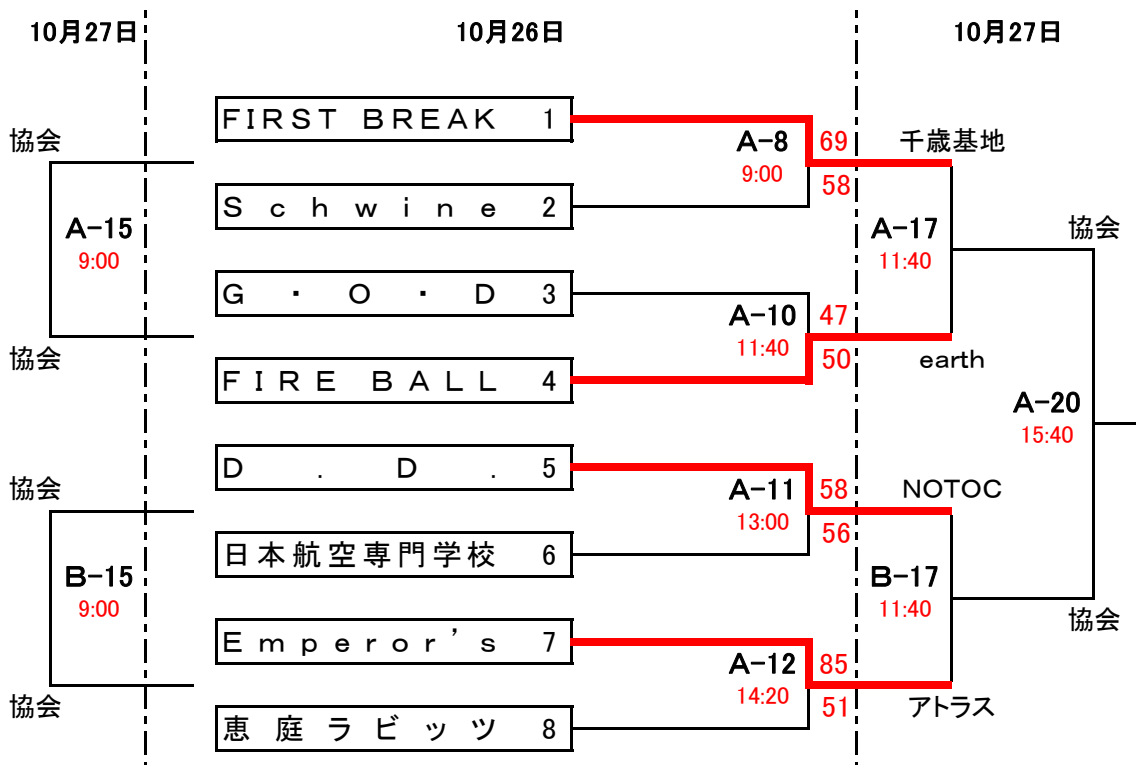 10月27日 10月26日 10月27日
FIRST BREAK 1
協会
A-8 69 千歳基地
9:00 58
Schwine 2
A-15
9:00
A-17
11:40
協会
G・O・D 3
A-10 47
11:40 50
協会
earth
FIRE BALL 4
A-20
15:40
D.D. 5
協会
A-11 58 NOTOC
13:00 56
日本航空専門学校 6
B-15
9:00
B-17
11:40
協会
Emperor's 7
A-12 85
14:20 51
協会
アトラス
恵庭ラビッツ 8